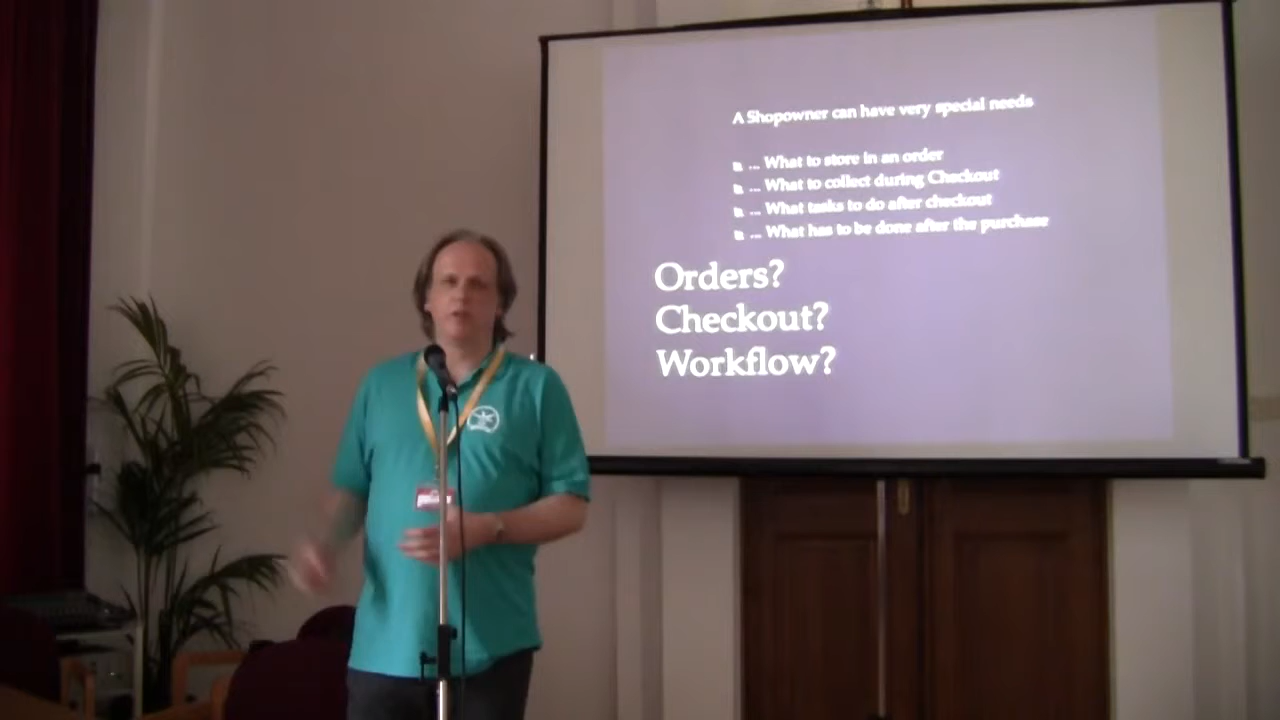 A Shopowner can have very special needs
... What to store in an order
... What to collect during Checkout
... What tasks to do after checkout
... What has to be done after the purchase
Orders?
Checkout?
Workflow?